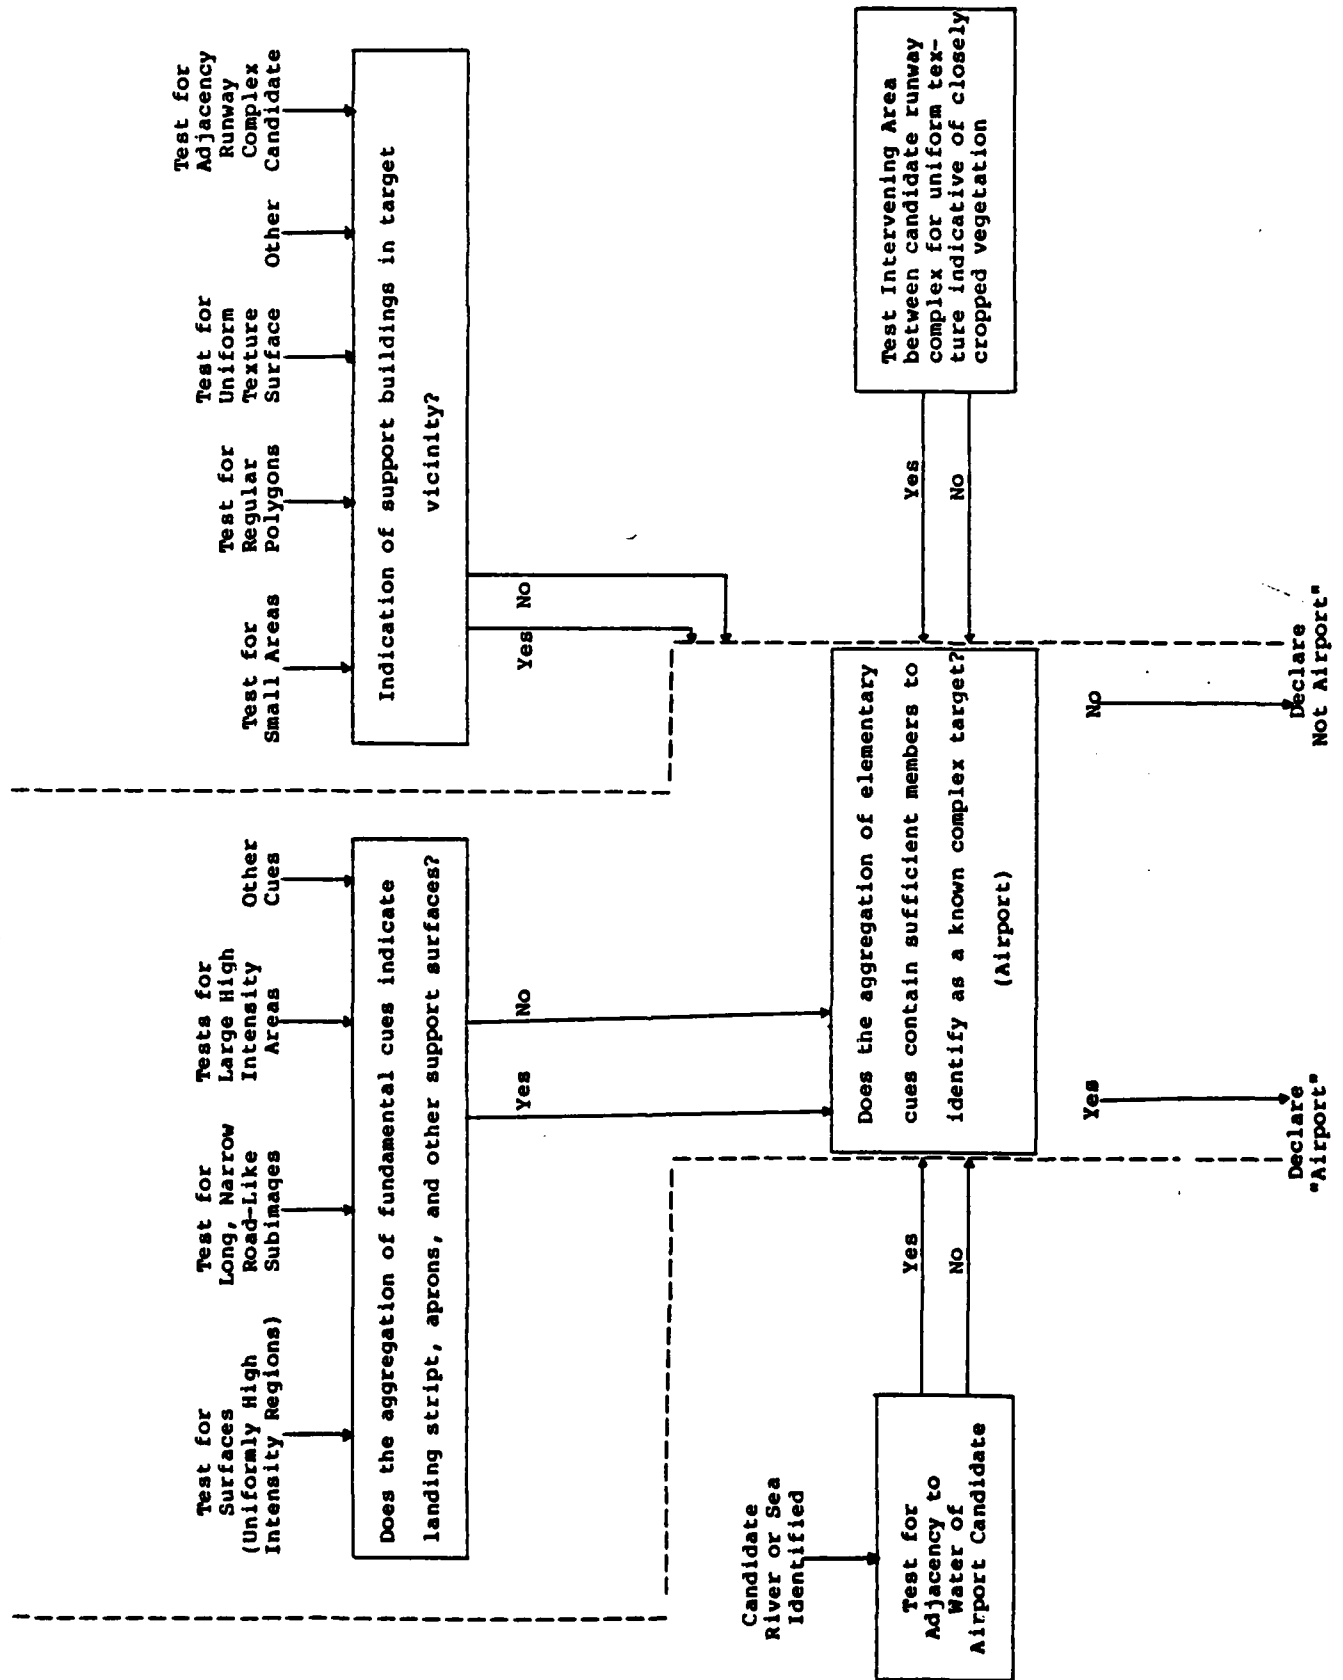 Test for
Surfaces
(Uniformly High
Intensity Regions)
Test for
Long, Narrow
Road-Like
Subimages
Tests for
Large High
Intensity
Areas
Other
Cues
Does the aggregation of fundamental cues indicate
landing stript, aprons, and other support surfaces?
Yes
No
Test for
Small Areas
Test for
Regular
Polygons
Test for
Uniform
Texture
Surface
Other
Test for
Adjacency
Runway
Complex
Candidate
Indication of support buildings in target
vicinity?
Yes
No
Candidate
River or Sea
Identified
Test for
Adjacency to
Water of
Airport Candidate
Yes
No
Does the aggregation of elementary
cues contain sufficient members to
identify as a known complex target?
(Airport)
Yes
No
Test Intervening Area
between candidate runway
complex for uniform tex-
ture indicative of closely
cropped vegetation
Yes
No
Declare
"Airport"
Declare
Not Airport"